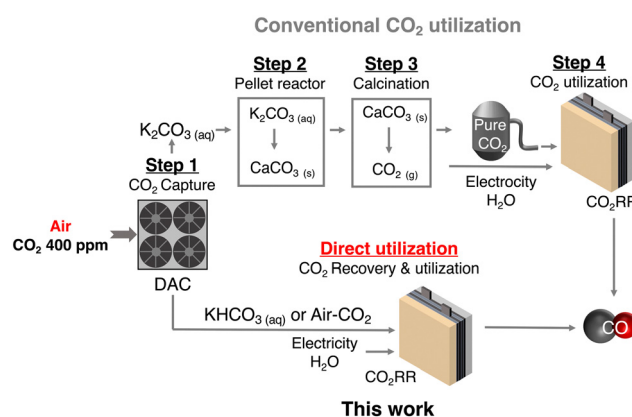 Conventional CO₂ utilization
Step 2
Pellet reactor
Step 3
Calcination
Step 4
CO₂ utilization
K₂CO₃ (aq)
K₂CO₃ (aq)
CaCO₃ (s)
CaCO₃ (s)
CO₂ (g)
Pure
CO₂
Electrocity
H₂O
CO₂RR
Step 1
CO₂ Capture
Air
CO₂ 400 ppm
DAC
Direct utilization
CO₂ Recovery & utilization
KHCO₃ (aq) or Air-CO₂
Electricity
H₂O
CO₂RR
CO
This work